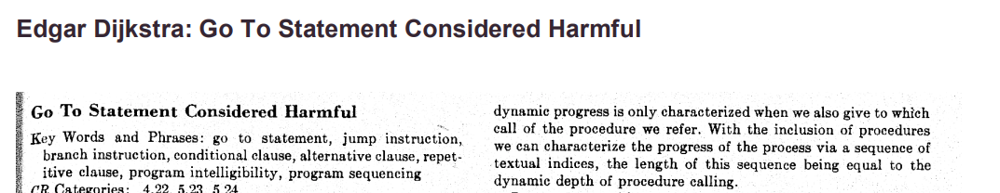 Edgar Dijkstra: Go To Statement Considered Harmful
Go To Statement Considered Harmful
Key Words and Phrases: go to statement, jump instruction,
branch instruction, conditional clause, alternative clause, repet-
itive clause, program intelligibility, program sequencing
CR Categories: 4.22, 5.23, 5.24
dynamic progress is only characterized when we also give to which
call of the procedure we refer. With the inclusion of procedures
we can characterize the progress of the process via a sequence of
textual indices, the length of this sequence being equal to the
dynamic depth of procedure calling.